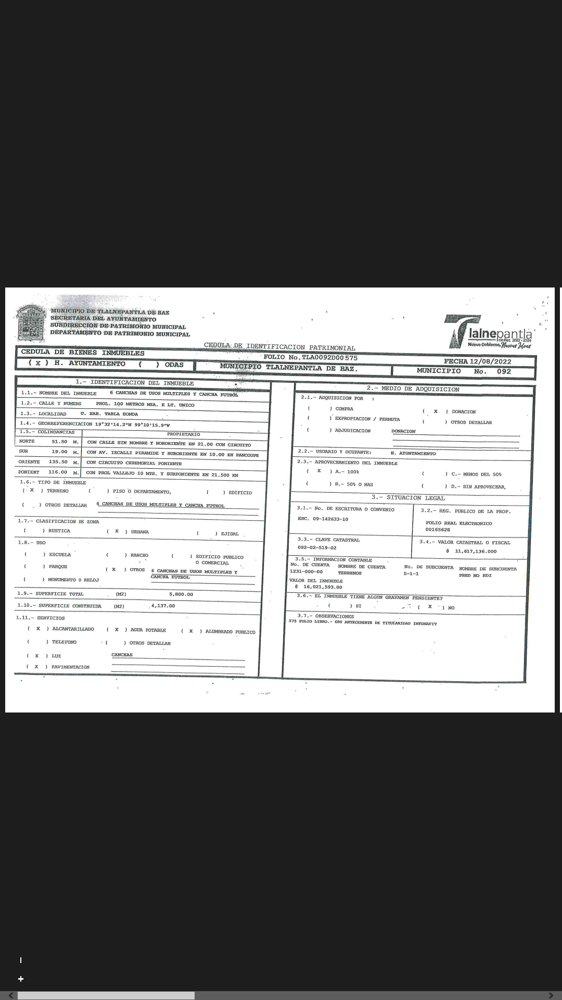 MUNICIPIO DE TLALNEPANTLA DE BAZ
SECRETARIA DEL AYUNTAMIENTO
SUBDIRECCION DE PATRIMONIO MUNICIPAL
DEPARTAMENTO DE PATRIMONIO MUNICIPAL
Tlalnepantla
de Baz 2022 - 2024
Nuevo Gobierno, Nuevas Ideas
CEDULA DE IDENTIFICACION PATRIMONIAL
CEDULA DE BIENES INMUEBLES FOLIO No. TLA0092D00575 FECHA 12/08/2022
( x ) H. AYUNTAMIENTO ( ) ODAS MUNICIPIO TLALNEPANTLA DE BAZ. MUNICIPIO No. 092
1.- IDENTIFICACION DEL INMUEBLE
1.1.- NOMBRE DEL INMUEBLE 6 CANCHAS DE USOS MULTIPLES Y CANCHA FUTBOL
1.2.- CALLE Y NUMERO PROL. 100 METROS MZA. E LT. UNICO
1.3.- LOCALIDAD U. HAB. TABLA HONDA
1.4.- GEORREFERENCIACION 19°32'14.2"N 99°10'15.9"W
1.5.- COLINDANCIAS PROPIETARIO
NORTE 51.50 M. CON CALLE SIN NOMBRE Y NORORIENTE EN 21.00 CON CIRCUITO
SUR 19.00 M. CON AV. IZCALLI PIRAMIDE Y SURORIENTE EN 10.00 EN PANCOUPE
ORIENTE 135.50 M. CON CIRCUITO CEREMONIAL PONIENTE
PONIENT 116.00 M. CON PROL VALLEJO 10 MTS. Y SURPONIENTE EN 21.500 EN
1.6.- TIPO DE INMUEBLE
( X ) TERRENO ( ) PISO O DEPARTAMENTO, ( ) EDIFICIO
( ) OTROS DETALLAR 6 CANCHAS DE USOS MULTIPLES Y CANCHA FUTBOL
1.7.- CLASIFICACION DE ZONA
( ) RUSTICA ( X ) URBANA ( ) EJIDAL
1.8.- USO
( ) ESCUELA ( ) RANCHO ( ) EDIFICO PUBLICO
O COMERCIAL
( ) PARQUE ( X ) OTROS 6 CANCHAS DE USOS MULTIPLES Y
CANCHA FUTBOL
( ) MONUMENTO O RELOJ
1.9.- SUPERFICIE TOTAL (M2) 5,800.00
1.10.- SUPERFICIE CONSTRUIDA (M2) 4,137.00
1.11.- SERVICIOS
( X ) ALCANTARILLADO ( X ) AGUA POTABLE ( X ) ALUMBRADO PUBLICO
( ) TELEFONO ( ) OTROS DETALLAR
( X ) LUZ CANCHAS
( X ) PAVIMENTACION
2.- MEDIO DE ADQUISICION
2.1.- ADQUISICION POR :
( ) COMPRA ( X ) DONACION
( ) EXPROPIACION / PERMUTA ( ) OTROS DETALLAR
( ) ADJUDICACION DONACION
2.2.- USUARIO Y OCUPANTE: H. AYUNTAMIENTO
2.3.- APROVECHAMIENTO DEL INMUEBLE
( X ) A.- 100% ( ) C.- MENOS DEL 50%
( ) B.- 50% O MAS ( ) D.- SIN APROVECHAR,
3.- SITUACION LEGAL
3.1.- No. DE ESCRITURA O CONVENIO 3.2.- REG. PUBLICO DE LA PROP.
ESC. 09-142633-10 FOLIO REAL ELECTRONICO
00165628
3.3.- CLAVE CATASTRAL 3.4.- VALOR CATASTRAL O FISCAL
092-02-519-02 $ 11,617,136.000
3.5.- INFORMACION CONTABLE
No. DE CUENTA NOMBRE DE CUENTA No. DE SUBCUENTA NOMBRE DE SUBCUENTA
1231-000-00 TERRENOS 5-1-1 PRED NO EDI
VALOR DEL INMUEBLE
$ 16,021,593.00
3.6.- EL INMUEBLE TIENE ALGUN GRAVAMEN PENDIENTE?
( ) SI ( X ) NO
3.7.- OBSERVACIONES
575 FOLIO LIBRO.- 680 ANTECEDENTE DE TITULARIDAD INFONAVIT